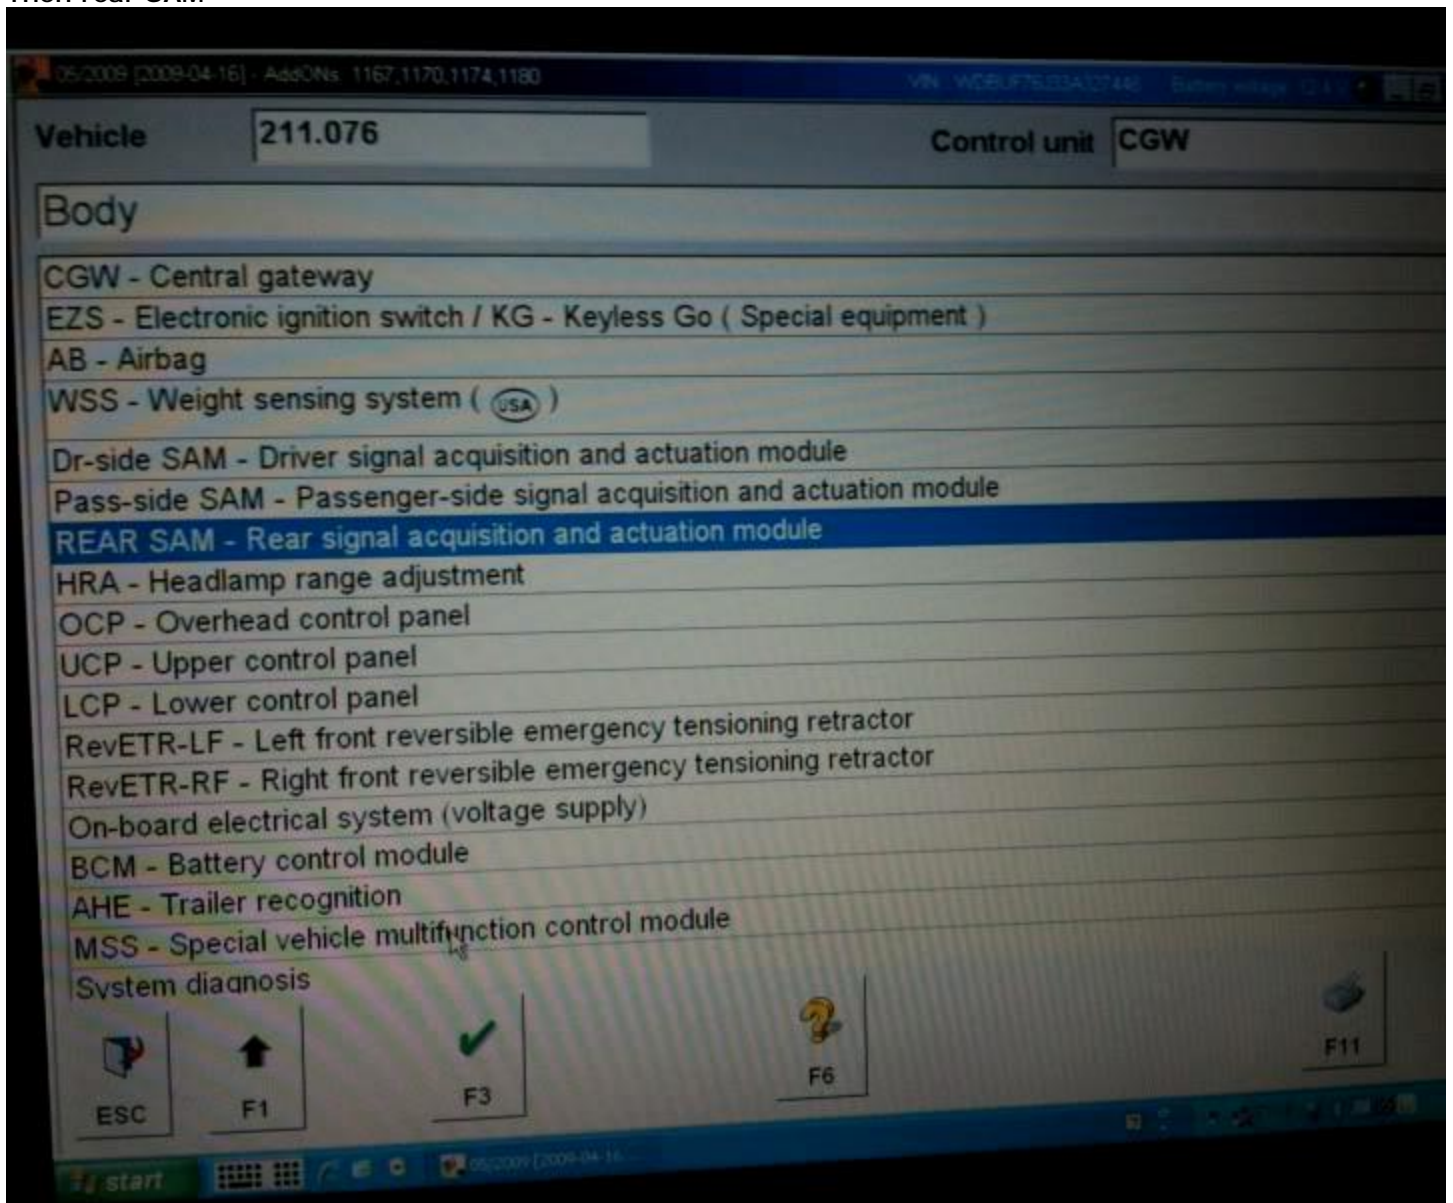 05/2009 [2009-04-16] - AddONs 1167,1170,1174,1180
Vehicle 211.076 Control unit CGW
Body
CGW - Central gateway
EZS - Electronic ignition switch / KG - Keyless Go ( Special equipment )
AB - Airbag
WSS - Weight sensing system ( USA )
Dr-side SAM - Driver signal acquisition and actuation module
Pass-side SAM - Passenger-side signal acquisition and actuation module
REAR SAM - Rear signal acquisition and actuation module
HRA - Headlamp range adjustment
OCP - Overhead control panel
UCP - Upper control panel
LCP - Lower control panel
RevETR-LF - Left front reversible emergency tensioning retractor
RevETR-RF - Right front reversible emergency tensioning retractor
On-board electrical system (voltage supply)
BCM - Battery control module
AHE - Trailer recognition
MSS - Special vehicle multifunction control module
System diagnosis
ESC F1 F3 F6 F11
start 05/2009 [2009-04-16 ...